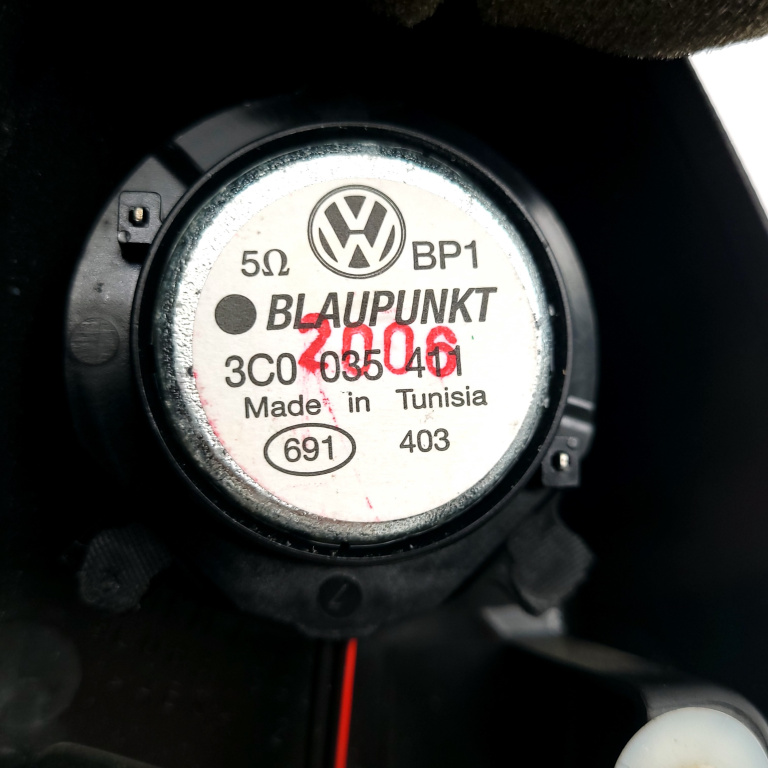 5Ω BP1
BLAUPUNKT
2006
3C0 035 411
Made in Tunisia
691 403